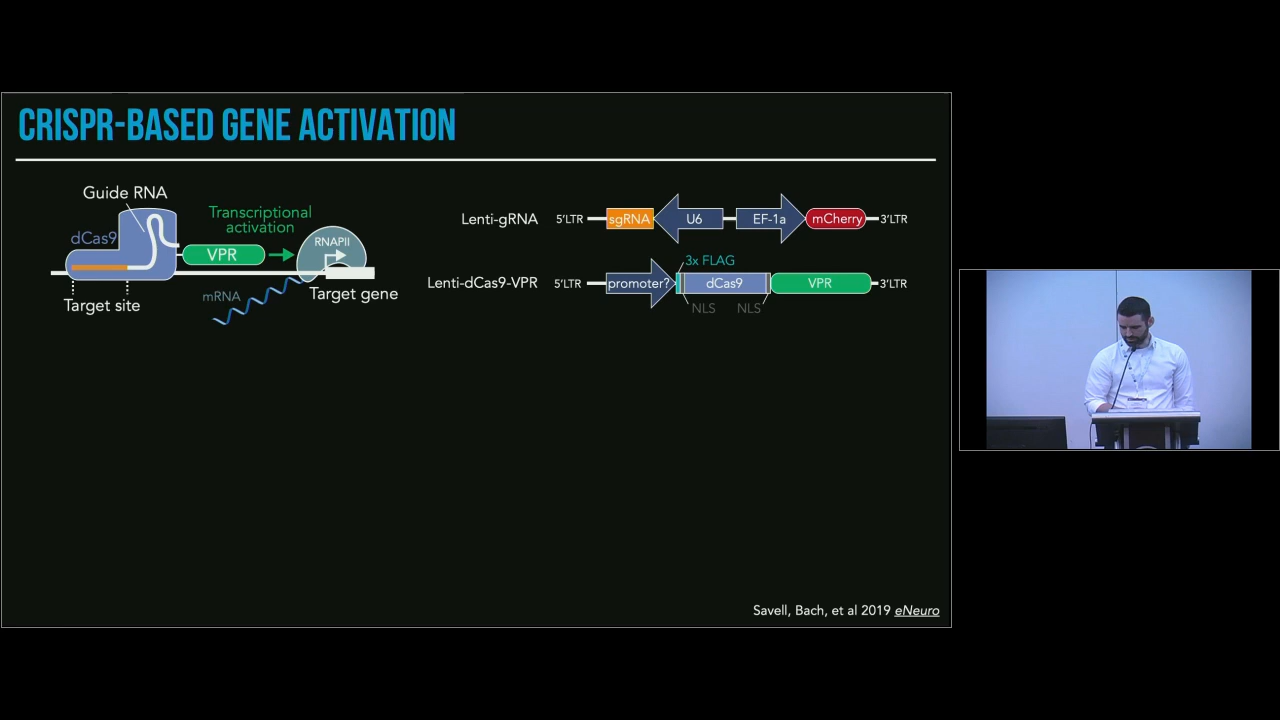 CRISPR-BASED GENE ACTIVATION
Guide RNA
dCas9
Transcriptional
activation
VPR
RNAPII
mRNA
Target site
Target gene
Lenti-gRNA
5'LTR
sgRNA
U6
EF-1a
mCherry
3'LTR
3x FLAG
Lenti-dCas9-VPR
5'LTR
promoter?
dCas9
VPR
3'LTR
NLS
NLS
Savell, Bach, et al 2019 eNeuro